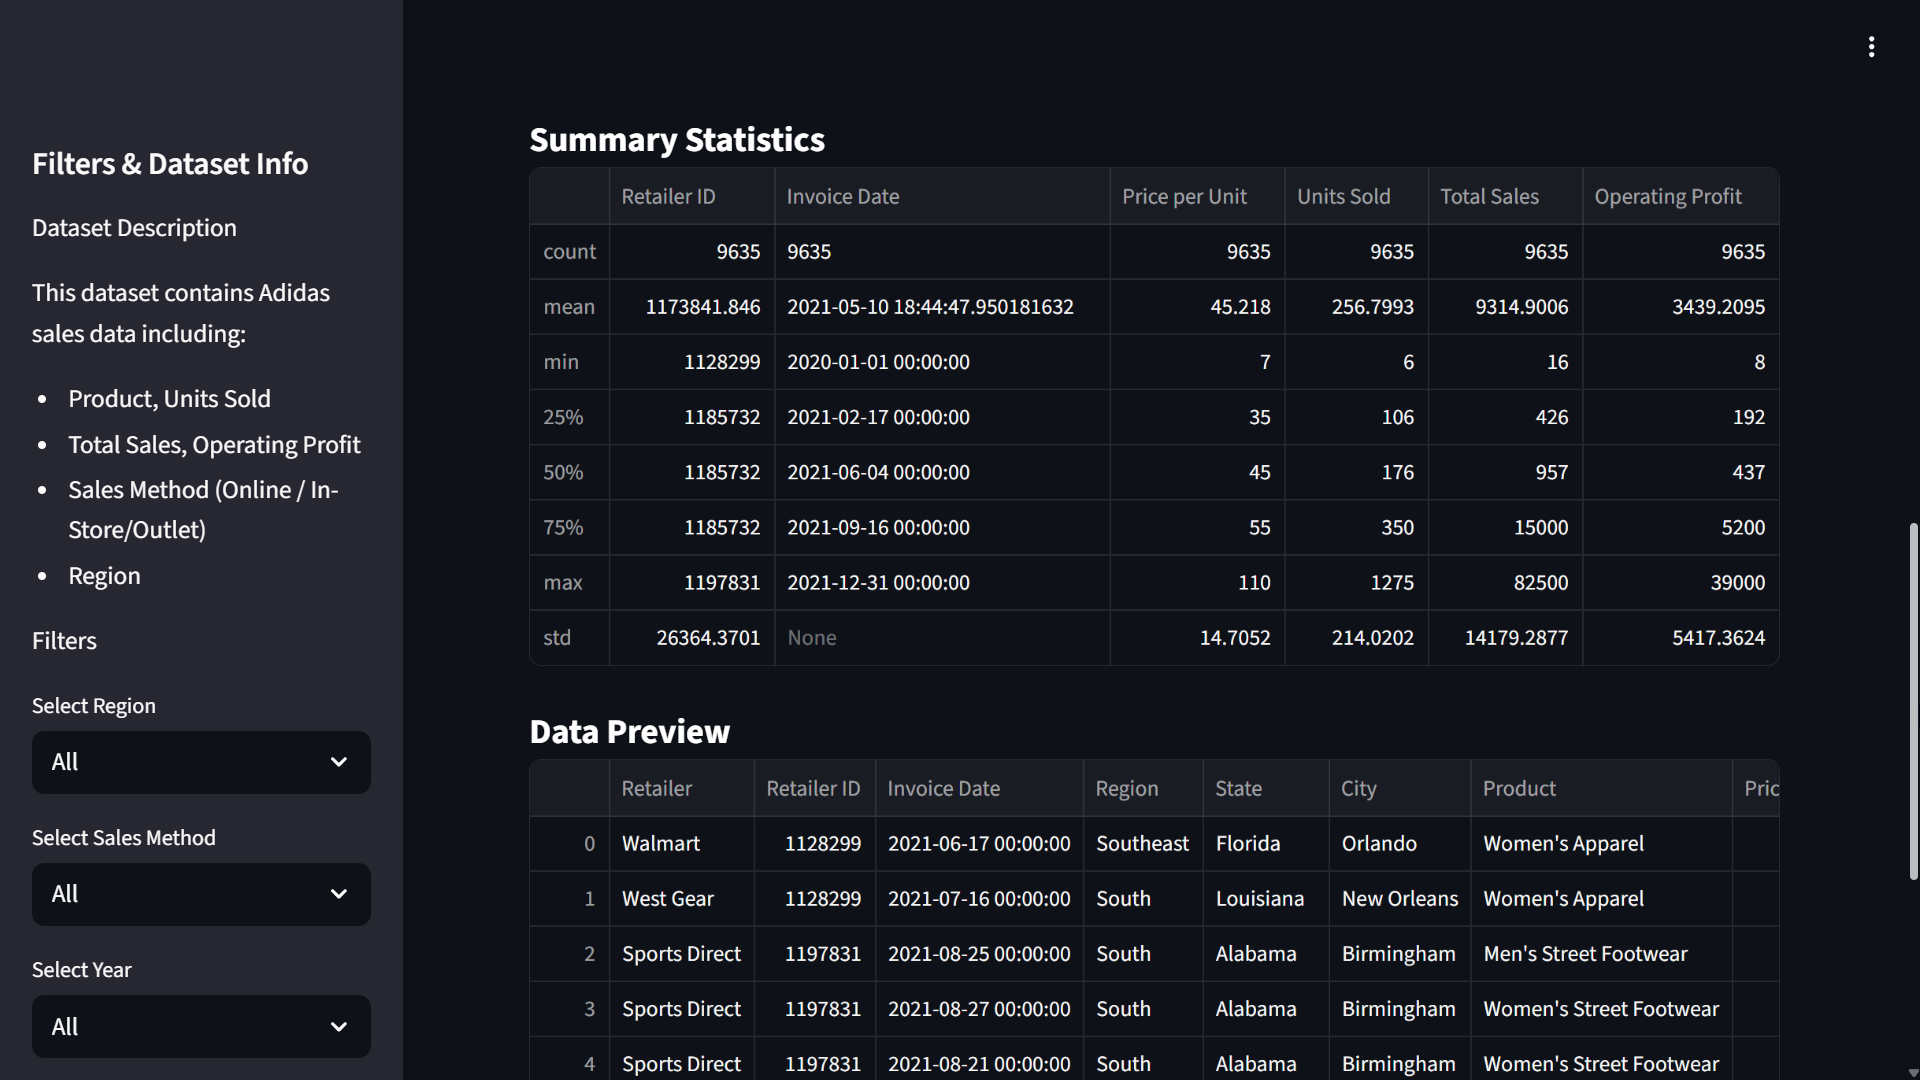 Filters & Dataset Info
Dataset Description
This dataset contains Adidas
sales data including:
Product, Units Sold
Total Sales, Operating Profit
Sales Method (Online / In-
Store/Outlet)
Region
Filters
Select Region
All
Select Sales Method
All
Select Year
All
Summary Statistics
Retailer ID Invoice Date Price per Unit Units Sold Total Sales Operating Profit
count 9635 9635 9635 9635 9635 9635
mean 1173841.846 2021-05-10 18:44:47.950181632 45.218 256.7993 9314.9006 3439.2095
min 1128299 2020-01-01 00:00:00 7 6 16 8
25% 1185732 2021-02-17 00:00:00 35 106 426 192
50% 1185732 2021-06-04 00:00:00 45 176 957 437
75% 1185732 2021-09-16 00:00:00 55 350 15000 5200
max 1197831 2021-12-31 00:00:00 110 1275 82500 39000
std 26364.3701 None 14.7052 214.0202 14179.2877 5417.3624
Data Preview
Retailer Retailer ID Invoice Date Region State City Product Pric
0 Walmart 1128299 2021-06-17 00:00:00 Southeast Florida Orlando Women's Apparel
1 West Gear 1128299 2021-07-16 00:00:00 South Louisiana New Orleans Women's Apparel
2 Sports Direct 1197831 2021-08-25 00:00:00 South Alabama Birmingham Men's Street Footwear
3 Sports Direct 1197831 2021-08-27 00:00:00 South Alabama Birmingham Women's Street Footwear
4 Sports Direct 1197831 2021-08-21 00:00:00 South Alabama Birmingham Women's Street Footwear